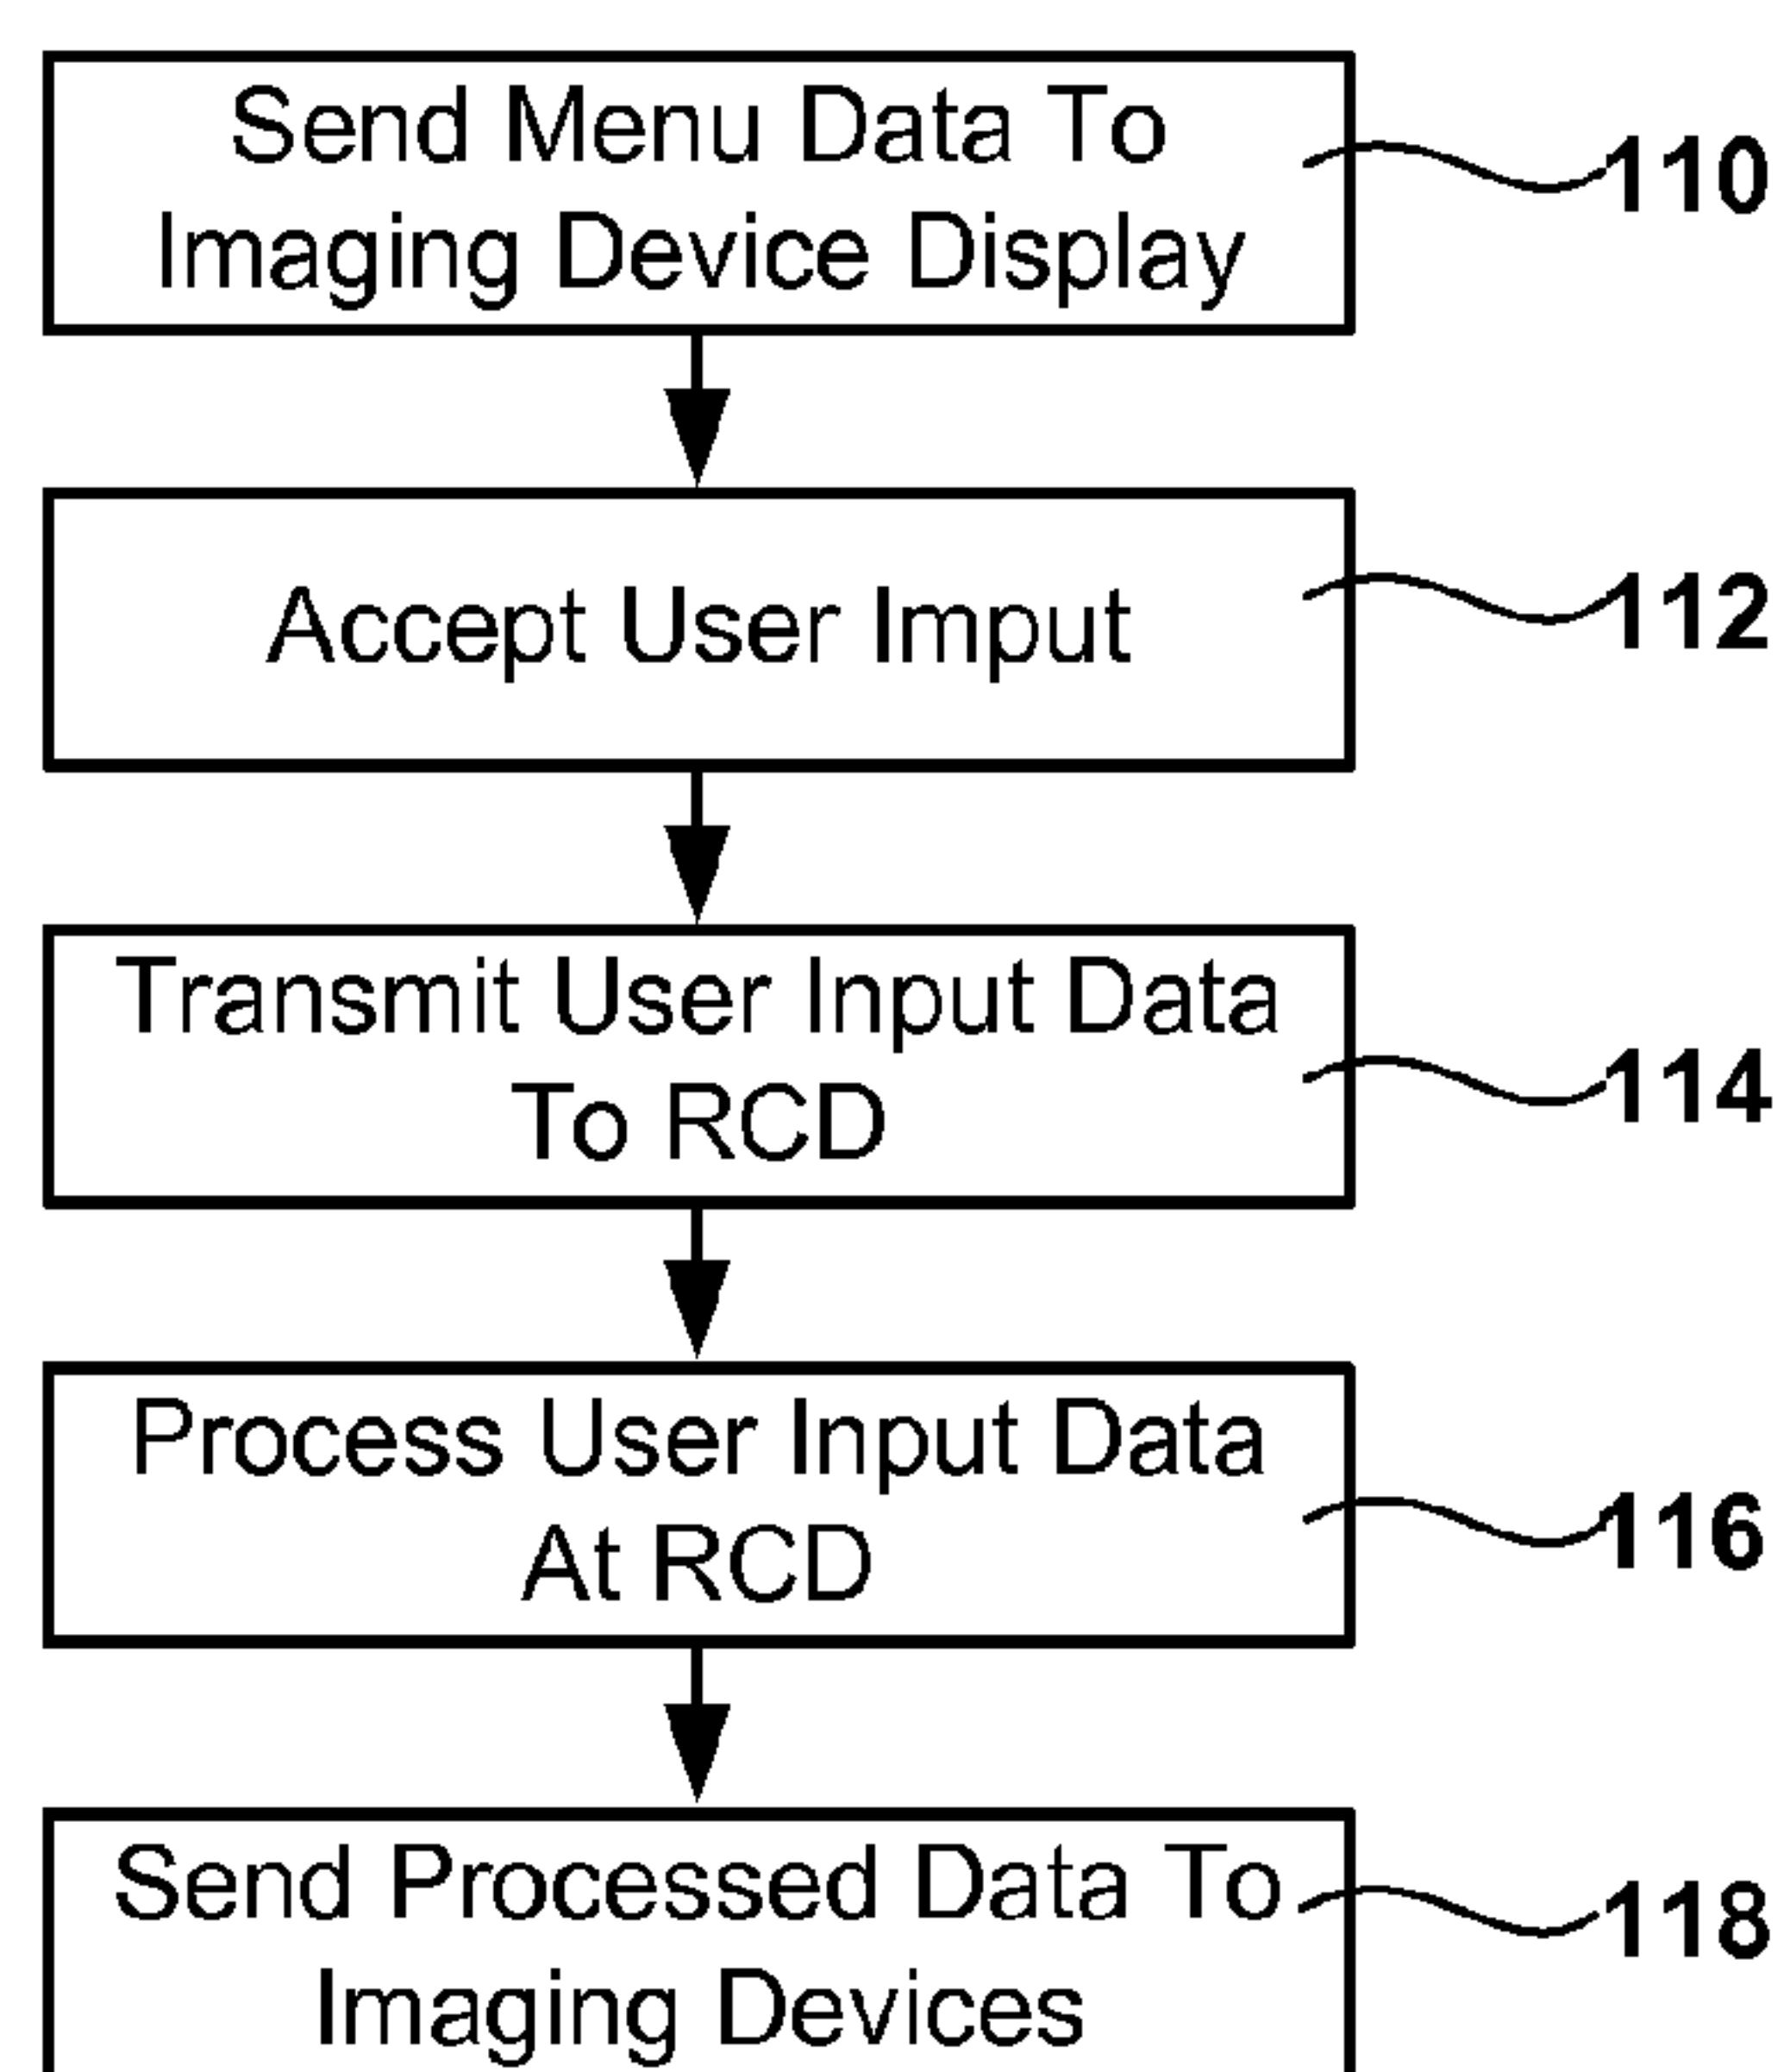 Send Menu Data To
Imaging Device Display
110
Accept User Imput
112
Transmit User Input Data
To RCD
114
Process User Input Data
At RCD
116
Send Processed Data To
Imaging Devices
118